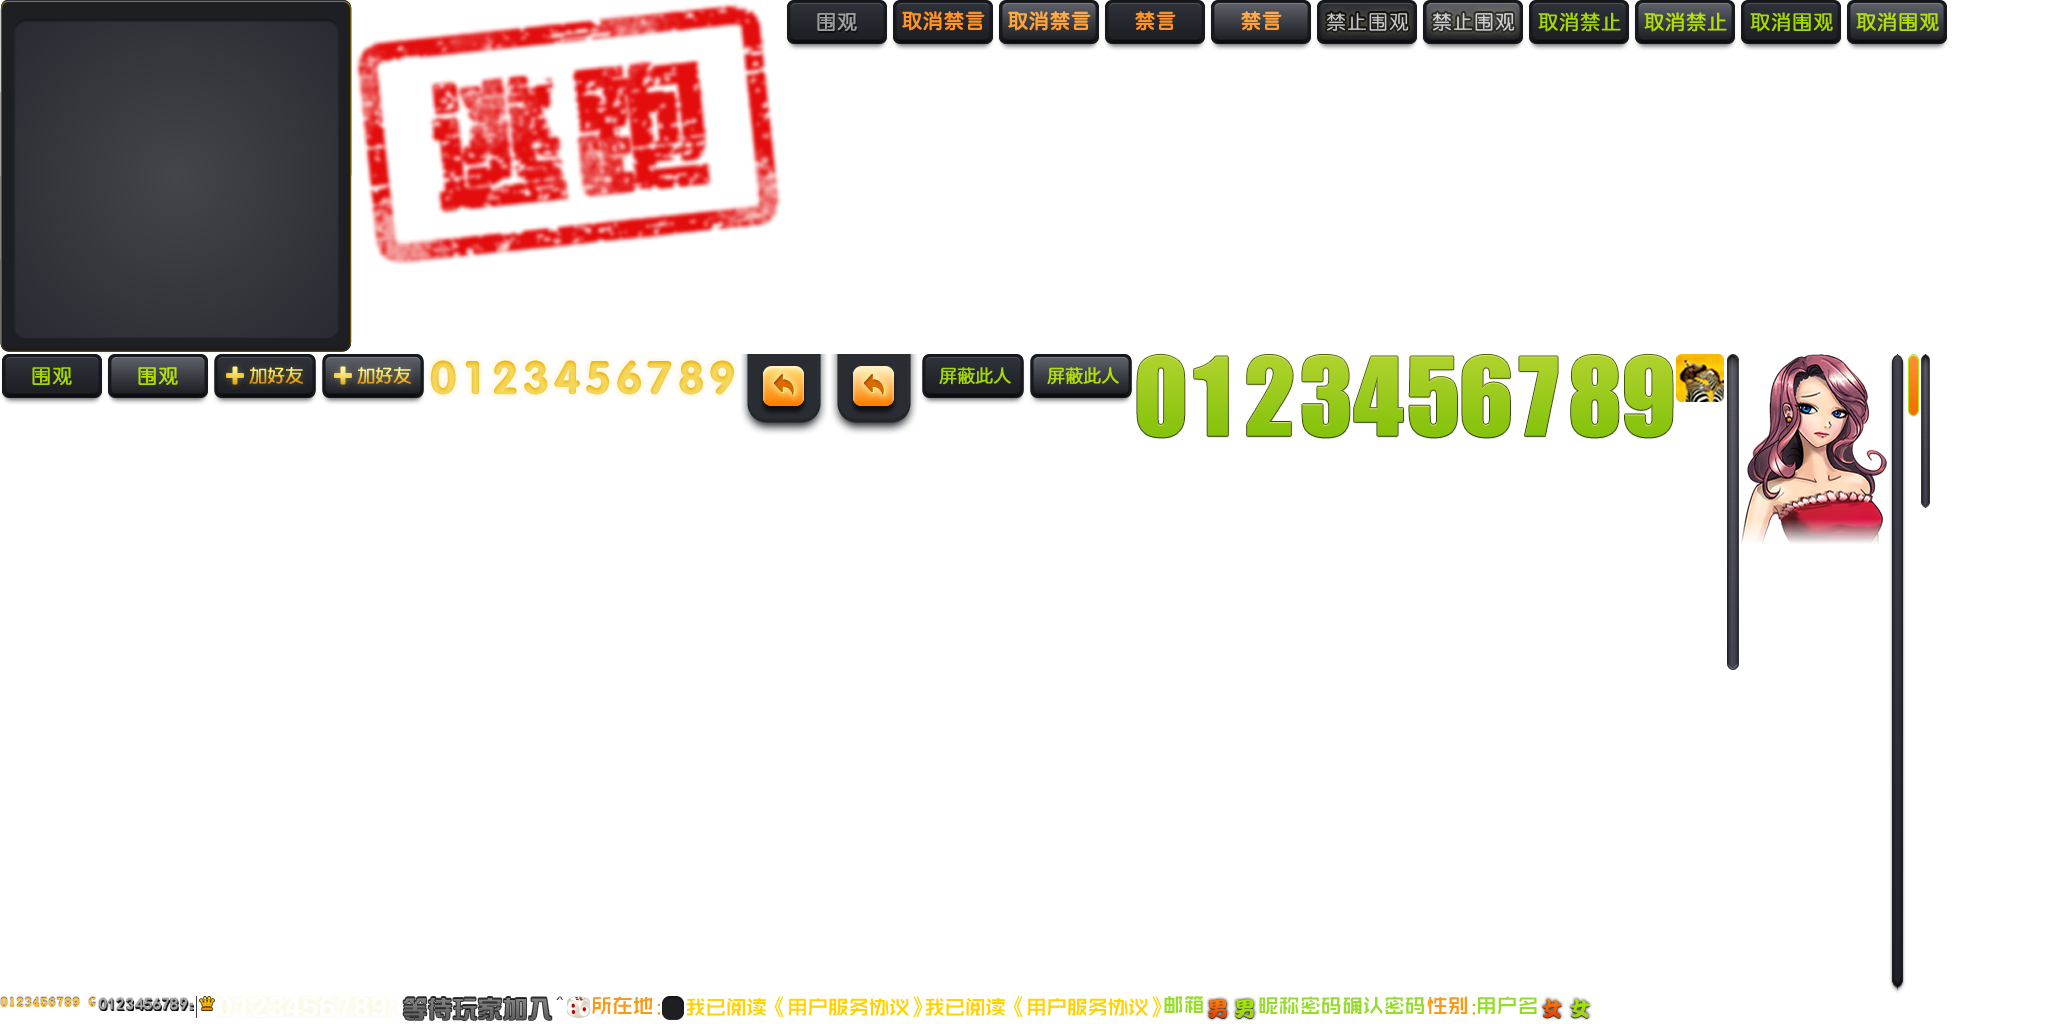 逃跑
围观 取消禁言 取消禁言 禁言 禁言 禁止围观 禁止围观 取消禁止 取消禁止 取消围观 取消围观
围观 围观 加好友 加好友 0123456789 屏蔽此人 屏蔽此人 0123456789
0123456789 G 0123456789: 0123456789 等待玩家加入 ^ 所在地: 我已阅读《用户服务协议》我已阅读《用户服务协议》邮箱 男 男 昵称密码确认密码性别:用户名 女 女